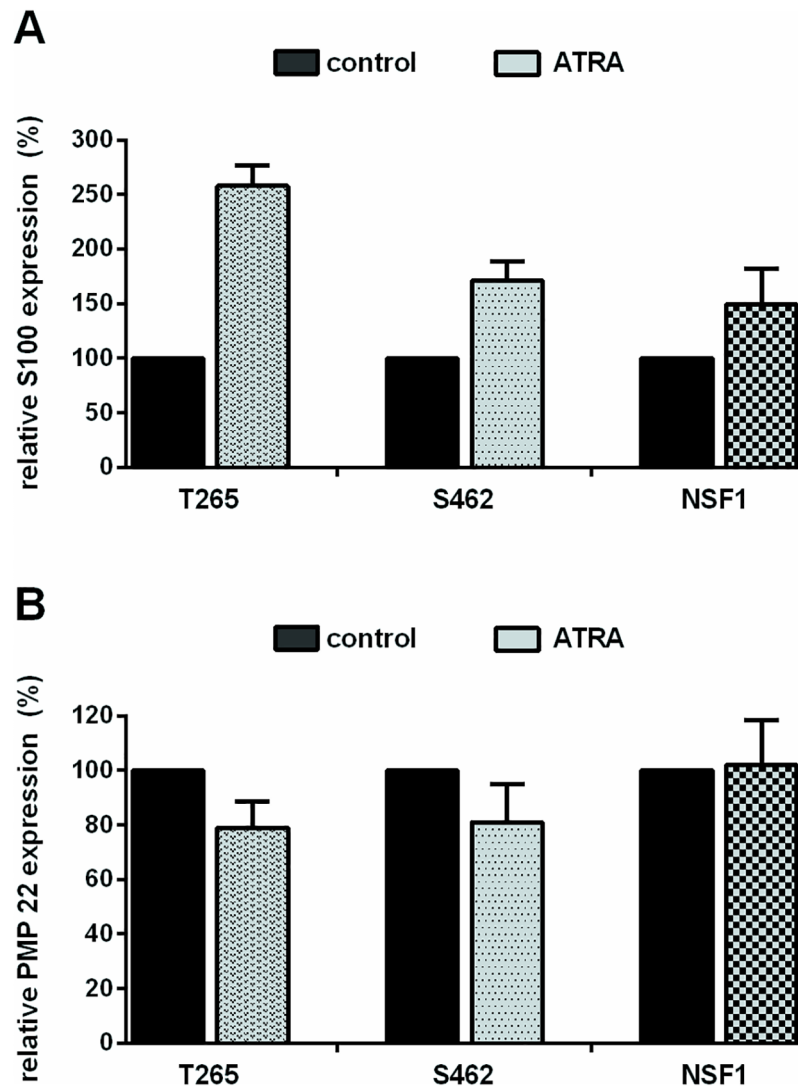 A
control ATRA
relative S100 expression (%)
300
250
200
150
100
50
0
T265 S462 NSF1
B
control ATRA
relative PMP 22 expression (%)
120
100
80
60
40
20
0
T265 S462 NSF1